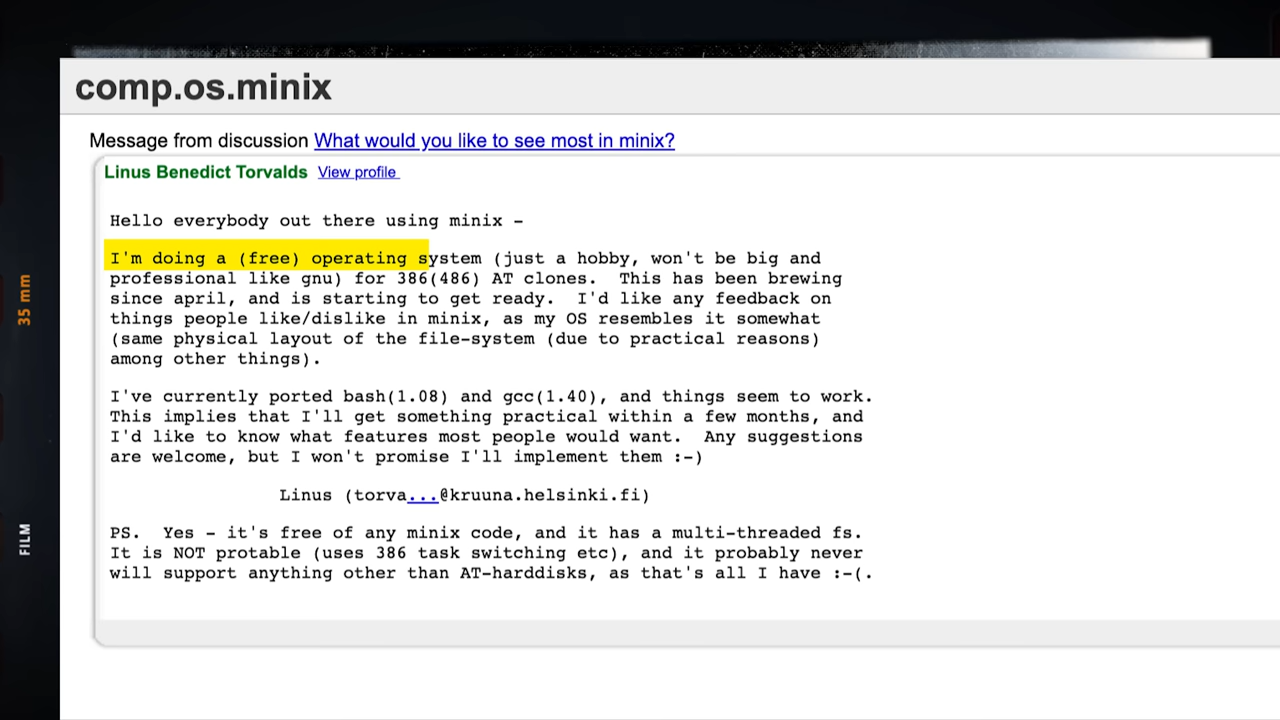 comp.os.minix
Message from discussion What would you like to see most in minix?
Linus Benedict Torvalds View profile
Hello everybody out there using minix -
I'm doing a (free) operating system (just a hobby, won't be big and
professional like gnu) for 386(486) AT clones. This has been brewing
since april, and is starting to get ready. I'd like any feedback on
things people like/dislike in minix, as my OS resembles it somewhat
(same physical layout of the file-system (due to practical reasons)
among other things).
I've currently ported bash(1.08) and gcc(1.40), and things seem to work.
This implies that I'll get something practical within a few months, and
I'd like to know what features most people would want. Any suggestions
are welcome, but I won't promise I'll implement them :-)
Linus (torva...@kruuna.helsinki.fi)
PS. Yes - it's free of any minix code, and it has a multi-threaded fs.
It is NOT protable (uses 386 task switching etc), and it probably never
will support anything other than AT-harddisks, as that's all I have :-(.
35 mm
FILM